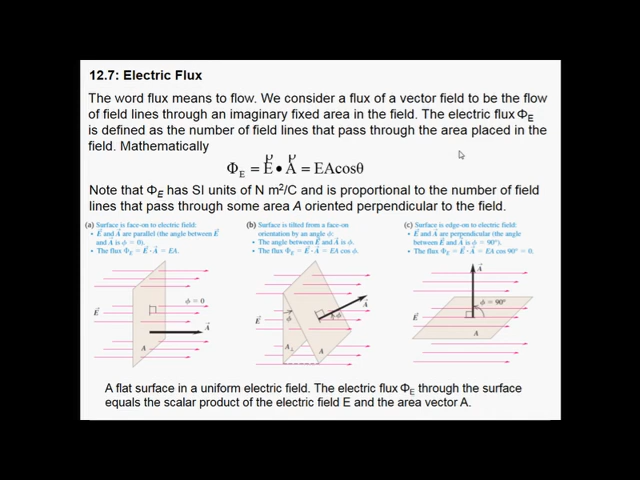 12.7: Electric Flux
The word flux means to flow. We consider a flux of a vector field to be the flow
of field lines through an imaginary fixed area in the field. The electric flux ΦE
is defined as the number of field lines that pass through the area placed in the
field. Mathematically
ΦE = E • A = EAcosθ
Note that ΦE has SI units of N m²/C and is proportional to the number of field
lines that pass through some area A oriented perpendicular to the field.
(a) Surface is face-on to electric field:
• E and A are parallel (the angle between E
and A is ϕ = 0).
• The flux ΦE = E · A = EA.
(b) Surface is tilted from a face-on
orientation by an angle ϕ:
• The angle between E and A is ϕ.
• The flux ΦE = E · A = EA cos ϕ.
(c) Surface is edge-on to electric field:
• E and A are perpendicular (the angle
between E and A is ϕ = 90°).
• The flux ΦE = E · A = EA cos 90° = 0.
ϕ = 0
E
A
A
E
ϕ
ϕ
A
A⊥
A
A
ϕ = 90°
E
A
A flat surface in a uniform electric field. The electric flux ΦE through the surface
equals the scalar product of the electric field E and the area vector A.